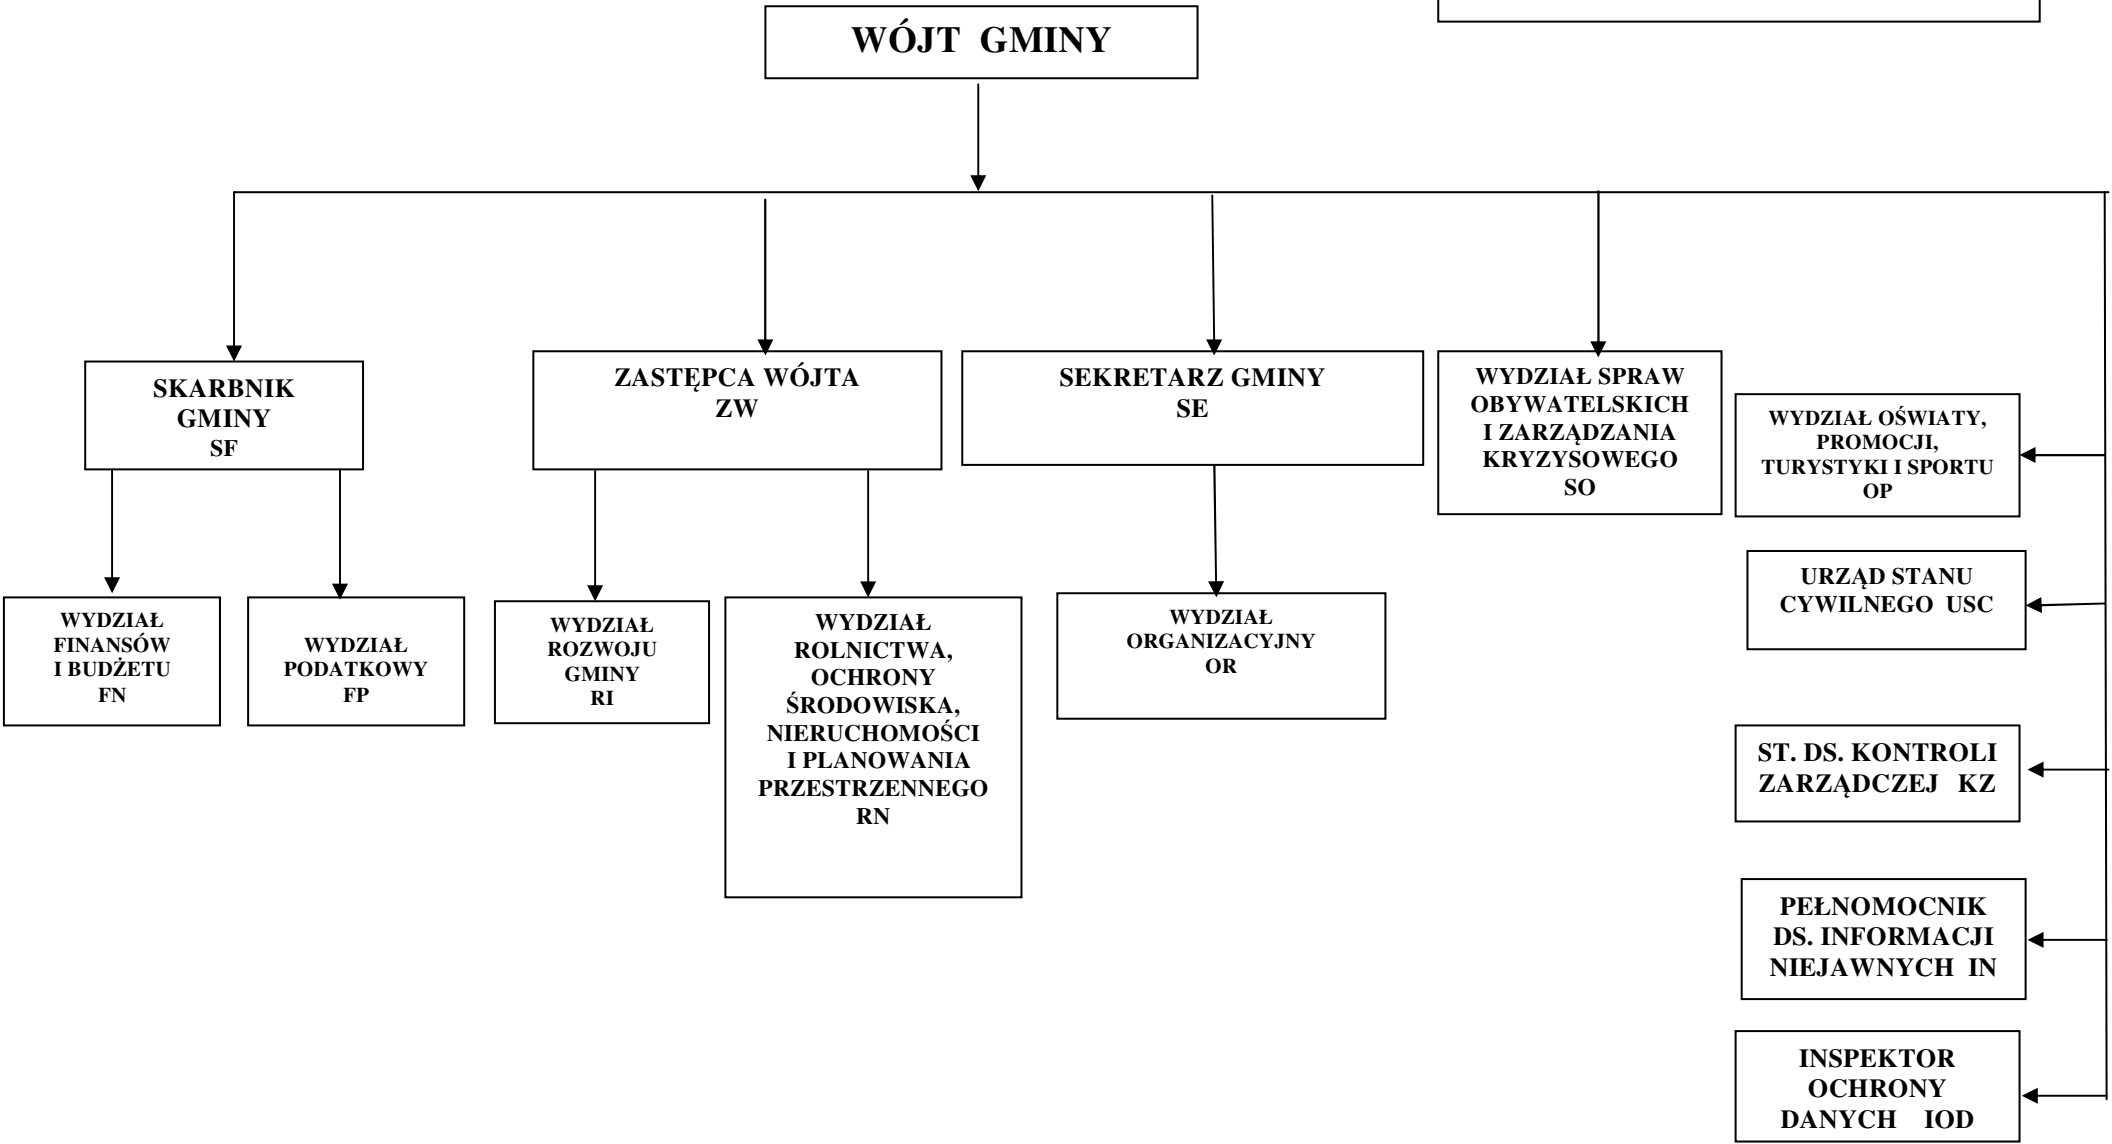 WÓJT GMINY
SKARBNIK
GMINY
SF
ZASTĘPCA WÓJTA
ZW
SEKRETARZ GMINY
SE
WYDZIAŁ SPRAW
OBYWATELSKICH
I ZARZĄDZANIA
KRYZYSOWEGO
SO
WYDZIAŁ OŚWIATY,
PROMOCJI,
TURYSTYKI I SPORTU
OP
URZĄD STANU
CYWILNEGO USC
WYDZIAŁ
FINANSÓW
I BUDŻETU
FN
WYDZIAŁ
PODATKOWY
FP
WYDZIAŁ
ROZWOJU
GMINY
RI
WYDZIAŁ
ROLNICTWA,
OCHRONY
ŚRODOWISKA,
NIERUCHOMOŚCI
I PLANOWANIA
PRZESTRZENNEGO
RN
WYDZIAŁ
ORGANIZACYJNY
OR
ST. DS. KONTROLI
ZARZĄDCZEJ KZ
PEŁNOMOCNIK
DS. INFORMACJI
NIEJAWNYCH IN
INSPEKTOR
OCHRONY
DANYCH IOD